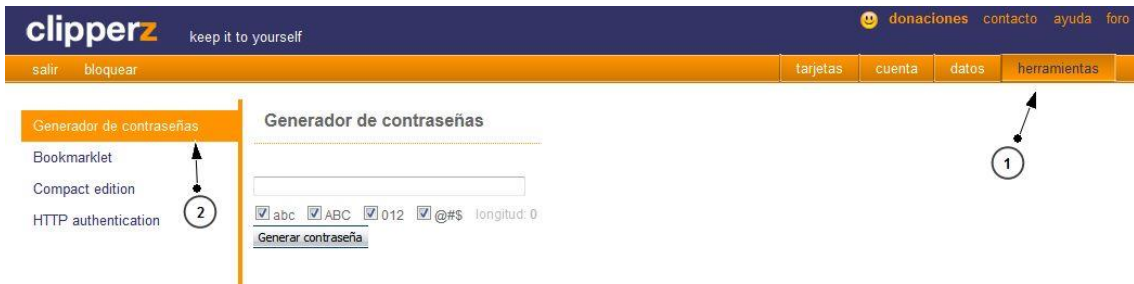 clipperz keep it to yourself donaciones contacto ayuda foro
salir bloquear tarjetas cuenta datos herramientas
Generador de contraseñas
Bookmarklet
Compact edition
HTTP authentication
Generador de contraseñas
abc ABC 012 @#$ longitud: 0
Generar contraseña
1
2